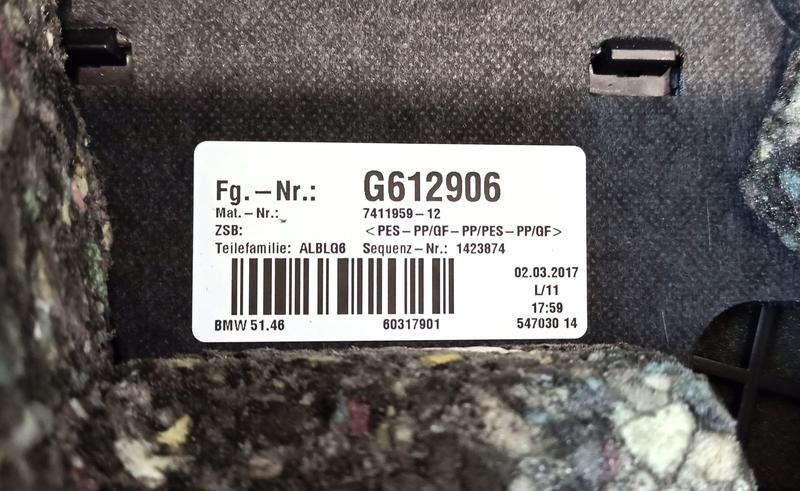 Fg.-Nr.: G612906
Mat.-Nr.: 7411959-12
ZSB: <PES-PP/GF-PP/PES-PP/GF>
Teilefamilie: ALBLG6 Sequenz-Nr.: 1423874
02.03.2017
L/11
17:59
BMW 51.46 60317901 547030 14